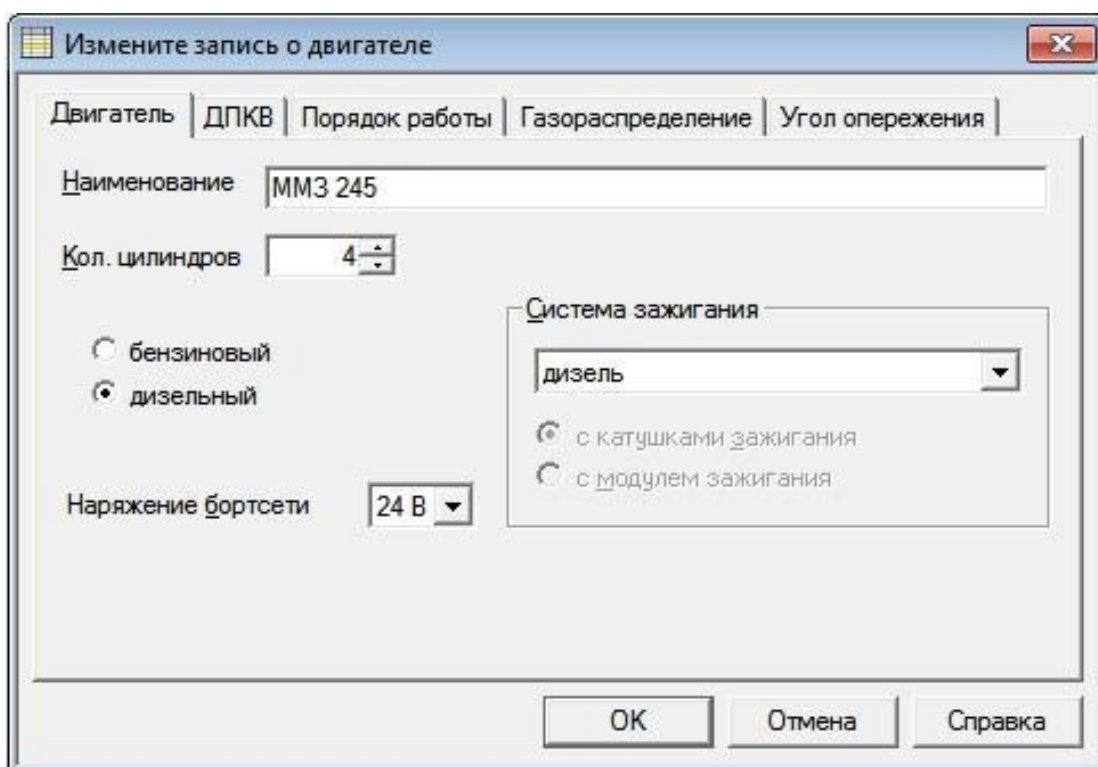 Измените запись о двигателе
Двигатель ДПКВ Порядок работы Газораспределение Угол опережения
Наименование ММЗ 245
Кол. цилиндров 4
Система зажигания
бензиновый
дизель
дизельный
с катушками зажигания
с модулем зажигания
Наряжение бортсети 24 В
OK Отмена Справка